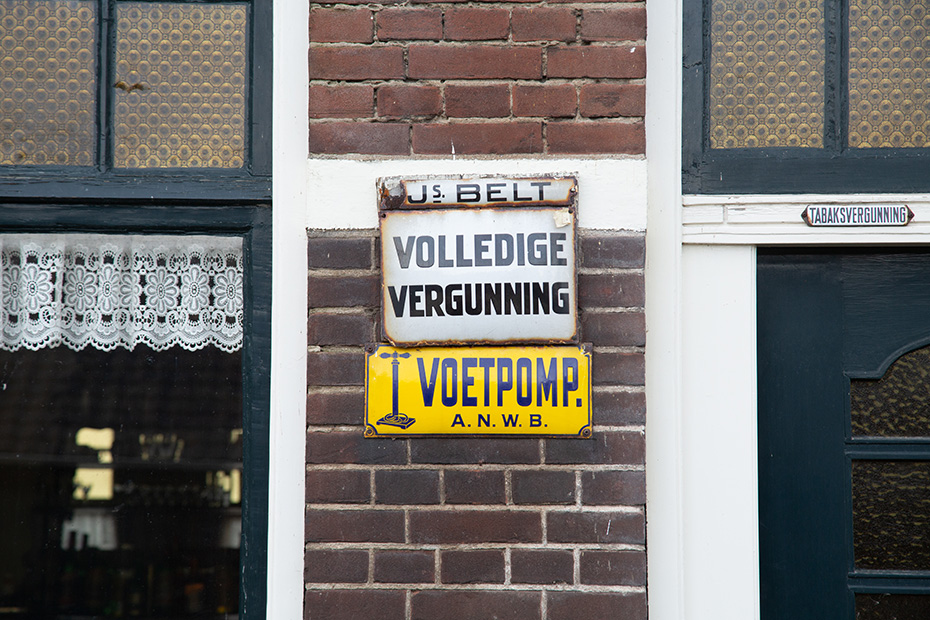 Js. BELT
VOLLEDIGE
VERGUNNING
VOETPOMP.
A.N.W.B.
TABAKSVERGUNNING